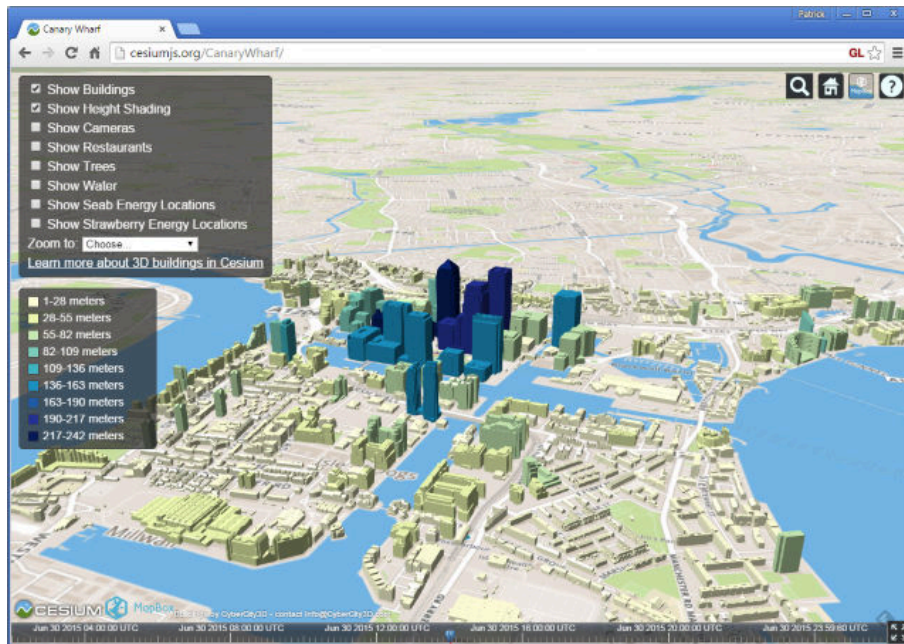 Patrick
Canary Wharf
cesiumjs.org/CanaryWharf/
GL
Show Buildings
Show Height Shading
Show Cameras
Show Restaurants
Show Trees
Show Water
Show Seab Energy Locations
Show Strawberry Energy Locations
Zoom to Choose...
Learn more about 3D buildings in Cesium
1-28 meters
28-55 meters
55-82 meters
82-109 meters
109-136 meters
136-163 meters
163-190 meters
190-217 meters
217-242 meters
MANCHESTER RD
CESIUM
MapBox
by CyberCity3D - contact info@CyberCity3D
Jun 30 2015 04:00:00 UTC
Jun 30 2015 08:00:00 UTC
Jun 30 2015 12:00:00 UTC
Jun 30 2015 16:00:00 UTC
Jun 30 2015 20:00:00 UTC
Jun 30 2015 23:59:60 UTC